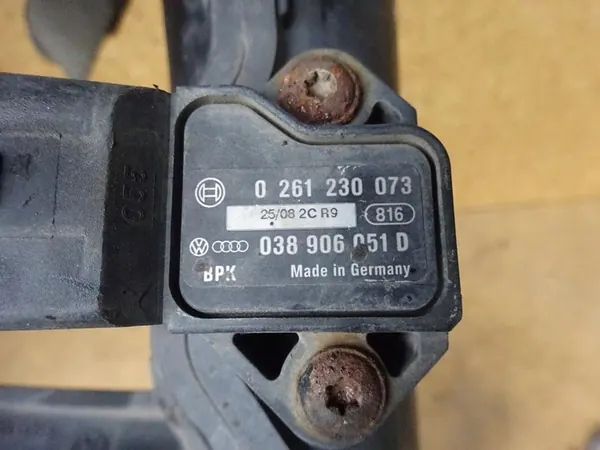 0 261 230 073
25/08 2C R9 816
038 906 051 D
BPK Made in Germany